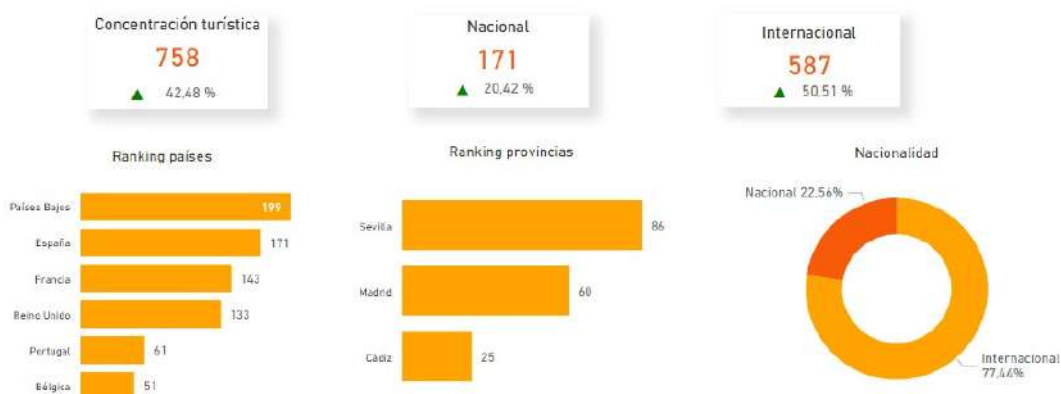 Concentración turística
758
▲ 42,48 %
Nacional
171
▲ 20,42 %
Internacional
587
▲ 50,51 %
Ranking países
Países Bajos 199
España 171
Francia 143
Reino Unido 133
Portugal 61
Bélgica 51
Ranking provincias
Sevilla 86
Madrid 60
Cádiz 25
Nacionalidad
Nacional 22,56%
Internacional
77,44%